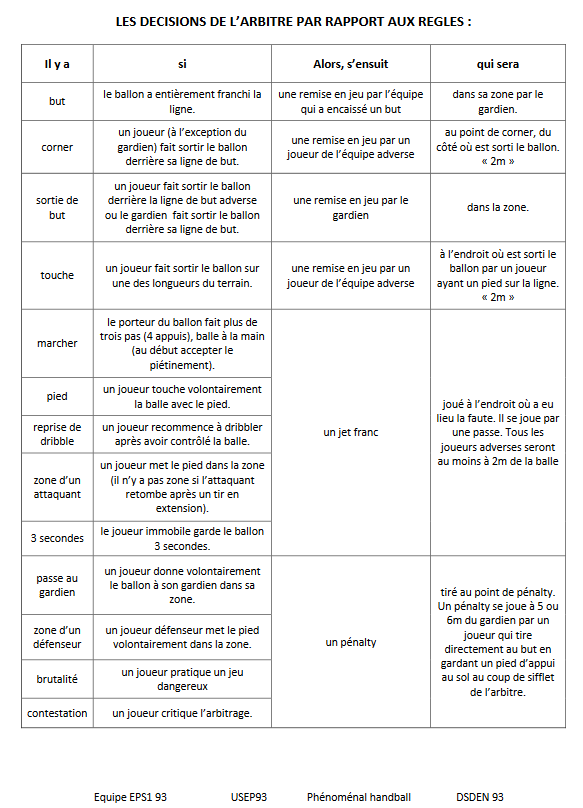 LES DECISIONS DE L'ARBITRE PAR RAPPORT AUX REGLES :
Il y a
si
Alors, s'ensuit
qui sera
but
le ballon a entièrement franchi la
ligne.
une remise en jeu par l'équipe
qui a encaissé un but
dans sa zone par le
gardien.
corner
un joueur (à l'exception du
gardien) fait sortir le ballon
derrière sa ligne de but.
une remise en jeu par un
joueur de l'équipe adverse
au point de corner, du
côté où est sorti le ballon.
« 2m »
sortie de
but
un joueur fait sortir le ballon
derrière la ligne de but adverse
ou le gardien fait sortir le ballon
derrière sa ligne de but.
une remise en jeu par le
gardien
dans la zone.
touche
un joueur fait sortir le ballon sur
une des longueurs du terrain.
une remise en jeu par un
joueur de l'équipe adverse
à l'endroit où est sorti le
ballon par un joueur
ayant un pied sur la ligne.
« 2m »
marcher
le porteur du ballon fait plus de
trois pas (4 appuis), balle à la main
(au début accepter le
piétinement).
pied
un joueur touche volontairement
la balle avec le pied.
reprise de
dribble
un joueur recommence à dribbler
après avoir contrôlé la balle.
zone d'un
attaquant
un joueur met le pied dans la zone
(il n'y a pas zone si l'attaquant
retombe après un tir en
extension).
3 secondes
le joueur immobile garde le ballon
3 secondes.
un jet franc
joué à l'endroit où a eu
lieu la faute. Il se joue par
une passe. Tous les
joueurs adverses seront
au moins à 2m de la balle
passe au
gardien
un joueur donne volontairement
le ballon à son gardien dans sa
zone.
zone d'un
défenseur
un joueur défenseur met le pied
volontairement dans la zone.
brutalité
un joueur pratique un jeu
dangereux
contestation
un joueur critique l'arbitrage.
un pénalty
tiré au point de pénalty.
Un pénalty se joue à 5 ou
6m du gardien par un
joueur qui tire
directement au but en
gardant un pied d'appui
au sol au coup de sifflet
de l'arbitre.
Equipe EPS1 93 USEP93 Phénoménal handball DSDEN 93